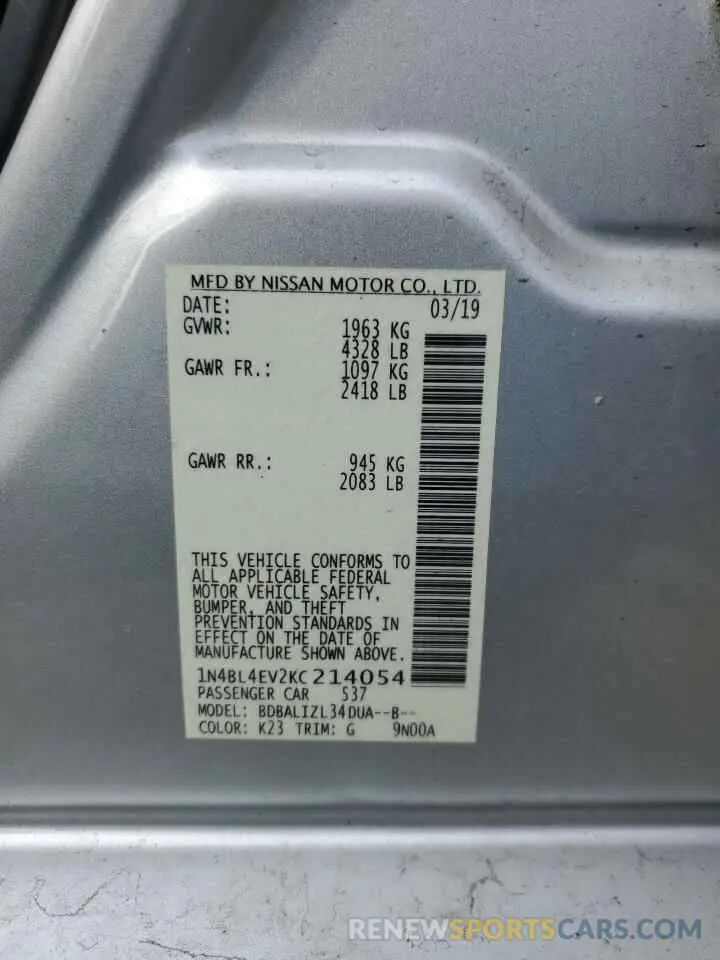 MFD BY NISSAN MOTOR CO., LTD.
DATE: 03/19
GVWR: 1963 KG
4328 LB
GAWR FR.: 1097 KG
2418 LB
GAWR RR.: 945 KG
2083 LB
THIS VEHICLE CONFORMS TO
ALL APPLICABLE FEDERAL
MOTOR VEHICLE SAFETY,
BUMPER, AND THEFT
PREVENTION STANDARDS IN
EFFECT ON THE DATE OF
MANUFACTURE SHOWN ABOVE.
1N4BL4EV2KC214054
PASSENGER CAR 537
MODEL: BDBALIZL34DUA--B--
COLOR: K23 TRIM: G 9N00A
RENEWSPORTSCARS.COM